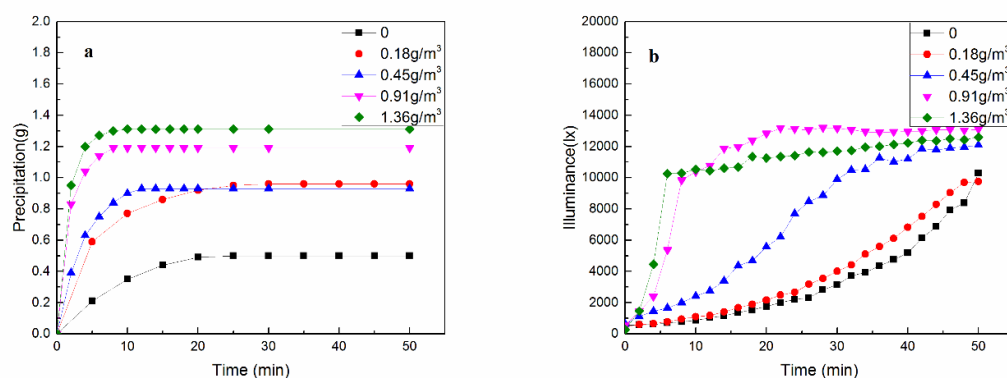 a
0
0.18g/m³
0.45g/m³
0.91g/m³
1.36g/m³
2.0
1.8
1.6
1.4
1.2
1.0
0.8
0.6
0.4
0.2
0.0
Precipitation(g)
0 10 20 30 40 50
Time (min)
b
0
0.18g/m³
0.45g/m³
0.91g/m³
1.36g/m³
20000
18000
16000
14000
12000
10000
8000
6000
4000
2000
0
Illuminance(lx)
0 10 20 30 40 50
Time (min)